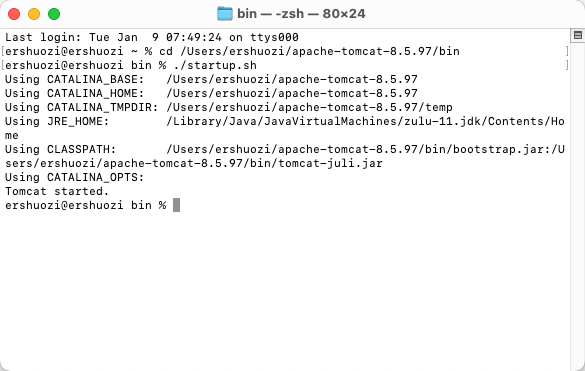 bin — -zsh — 80×24
Last login: Tue Jan  9 07:49:24 on ttys000
[ershuozi@ershuozi ~ % cd /Users/ershuozi/apache-tomcat-8.5.97/bin ]
[ershuozi@ershuozi bin % ./startup.sh ]
Using CATALINA_BASE:   /Users/ershuozi/apache-tomcat-8.5.97
Using CATALINA_HOME:   /Users/ershuozi/apache-tomcat-8.5.97
Using CATALINA_TMPDIR: /Users/ershuozi/apache-tomcat-8.5.97/temp
Using JRE_HOME:        /Library/Java/JavaVirtualMachines/zulu-11.jdk/Contents/Ho
me
Using CLASSPATH:       /Users/ershuozi/apache-tomcat-8.5.97/bin/bootstrap.jar:/U
sers/ershuozi/apache-tomcat-8.5.97/bin/tomcat-juli.jar
Using CATALINA_OPTS:
Tomcat started.
ershuozi@ershuozi bin %